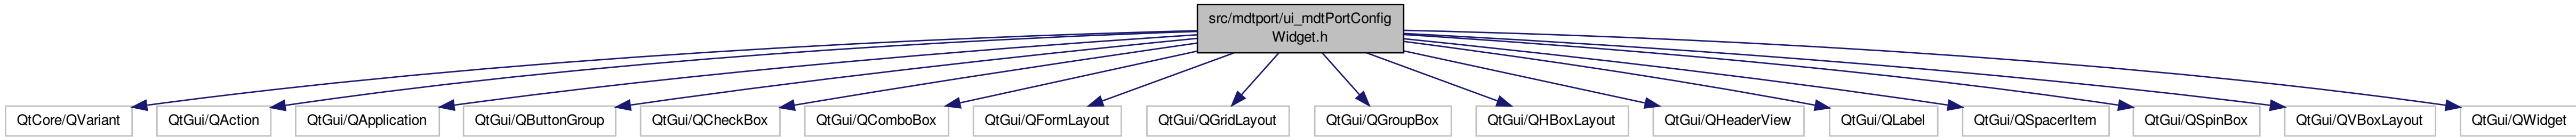 src/mdtport/ui_mdtPortConfig
Widget.h
QtCore/QVariant
QtGui/QAction
QtGui/QApplication
QtGui/QButtonGroup
QtGui/QCheckBox
QtGui/QComboBox
QtGui/QFormLayout
QtGui/QGridLayout
QtGui/QGroupBox
QtGui/QHBoxLayout
QtGui/QHeaderView
QtGui/QLabel
QtGui/QSpacerItem
QtGui/QSpinBox
QtGui/QVBoxLayout
QtGui/QWidget